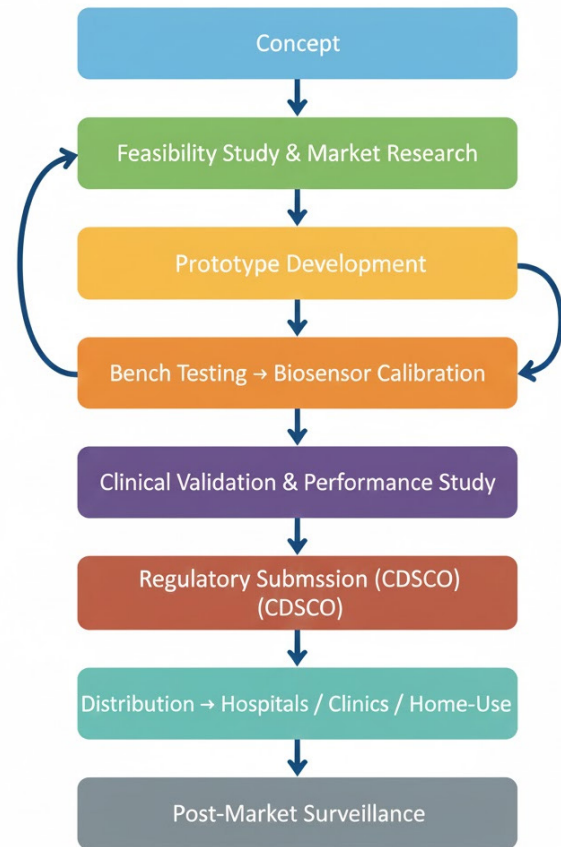 Concept
Feasibility Study & Market Research
Prototype Development
Bench Testing → Biosensor Calibration
Clinical Validation & Performance Study
Regulatory Submssion (CDSCO)
(CDSCO)
Distribution → Hospitals / Clinics / Home-Use
Post-Market Surveillance